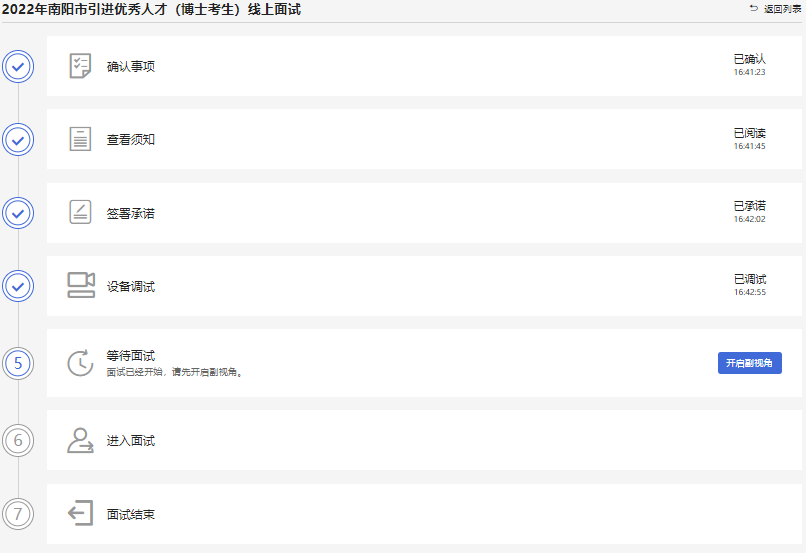 2022年南阳市引进优秀人才（博士考生）线上面试
返回列表
确认事项
已确认
16:41:23
查看须知
已阅读
16:41:45
签署承诺
已承诺
16:42:02
设备调试
已调试
16:42:55
5
等待面试
面试已经开始，请先开启副视角。
开启副视角
6
进入面试
7
面试结束